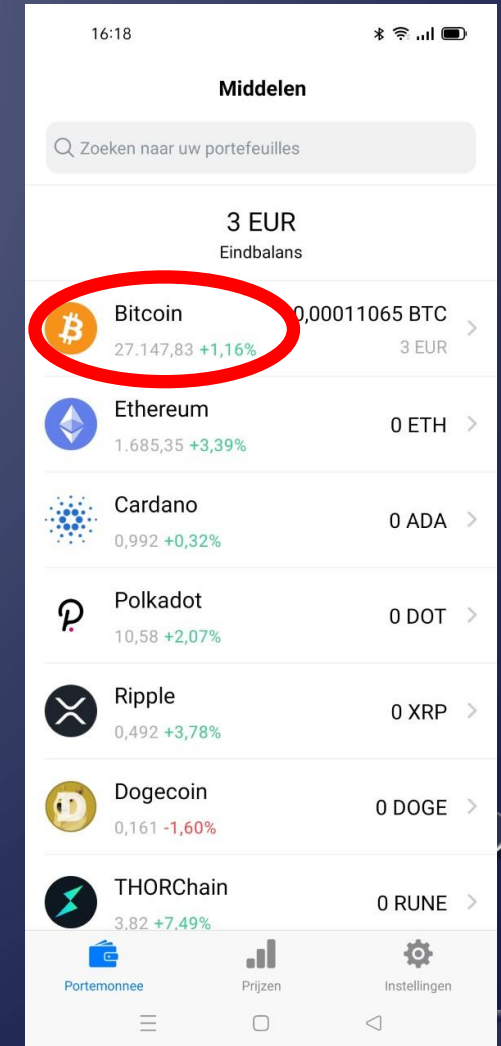 16:18
Middelen
Zoeken naar uw portefeuilles
3 EUR
Eindbalans
Bitcoin
0,00011065 BTC
27.147,83 +1,16%
3 EUR
Ethereum
0 ETH
1.685,35 +3,39%
Cardano
0 ADA
0,992 +0,32%
Polkadot
0 DOT
10,58 +2,07%
Ripple
0 XRP
0,492 +3,78%
Dogecoin
0 DOGE
0,161 -1,60%
THORChain
0 RUNE
3,82 +7,49%
Portemonnee
Prijzen
Instellingen